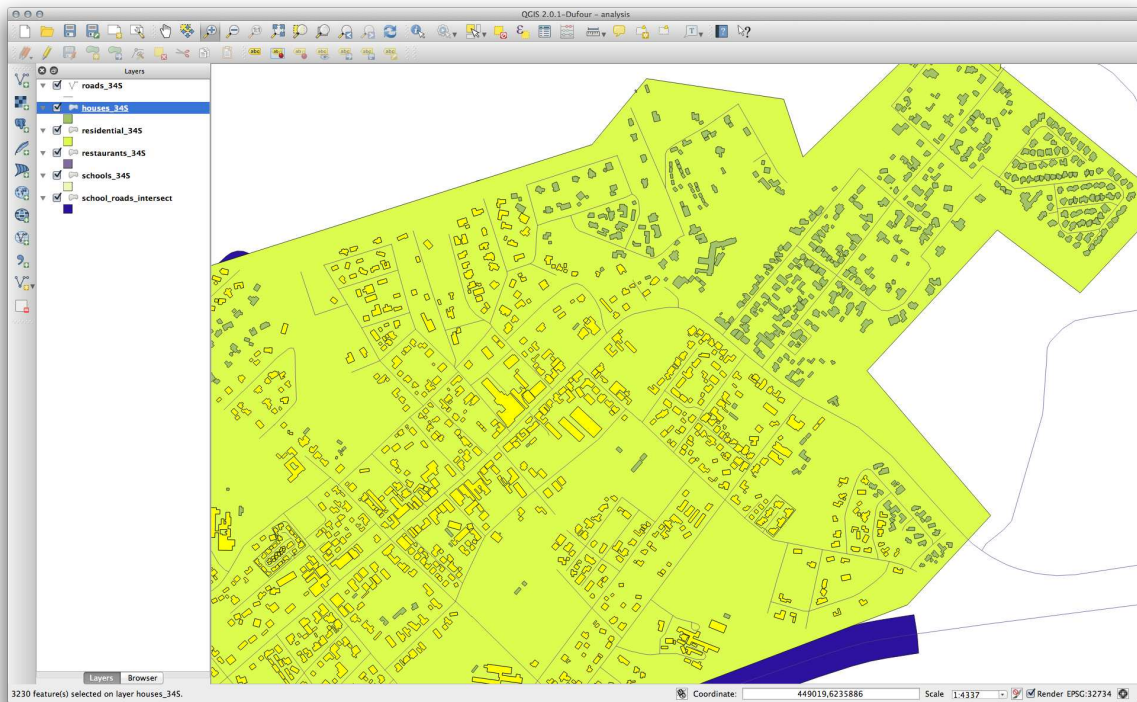 QGIS 2.0.1-Dufour - analysis
Layers
roads_34S
houses_34S
residential_34S
restaurants_34S
schools_34S
school_roads_intersect
Layers
Browser
3230 feature(s) selected on layer houses_34S.
Coordinate:
449019,6235886
Scale
1:4337
Render
EPSG:32734